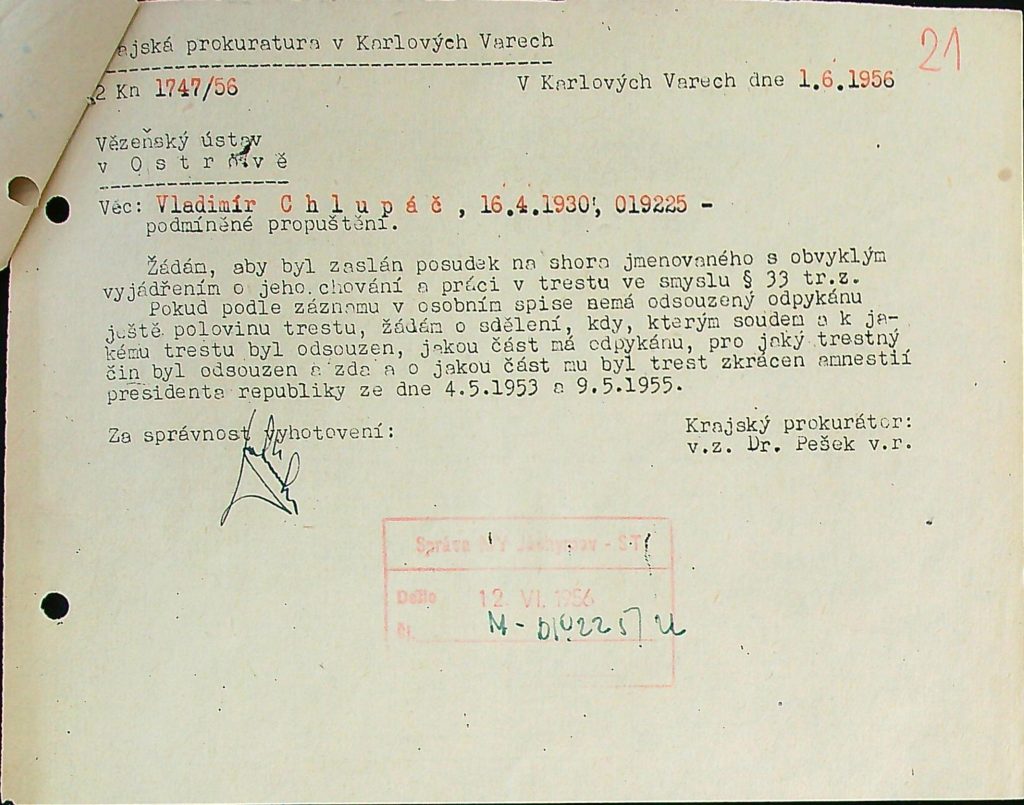 21
ajská prokuratura v Karlových Varech
2 Kn 1747/56 V Karlových Varech dne 1.6.1956
Vězeňský ústav
v Ostrově
Věc: Vladimír Chlupáč, 16.4.1930, 019225 -
podmíněné propuštění.
Žádám, aby byl zaslán posudek na shora jmenovaného s obvyklým
vyjádřením o jeho chování a práci v trestu ve smyslu § 33 tr.z.
Pokud podle záznamu v osobním spise nemá odsouzený odpykánu
ještě polovinu trestu, žádám o sdělení, kdy, kterým soudem a k ja-
kému trestu byl odsouzen, jakou část má odpykánu, pro jaký trestný
čin byl odsouzen a zda a o jakou část mu byl trest zkrácen amnestií
presidenta republiky ze dne 4.5.1953 a 9.5.1955.
Za správnost vyhotovení: Krajský prokurátor:
v.z. Dr. Pešek v.r.
Správa Jáchymov - ST
Došlo 12. VI. 1956
Čj.